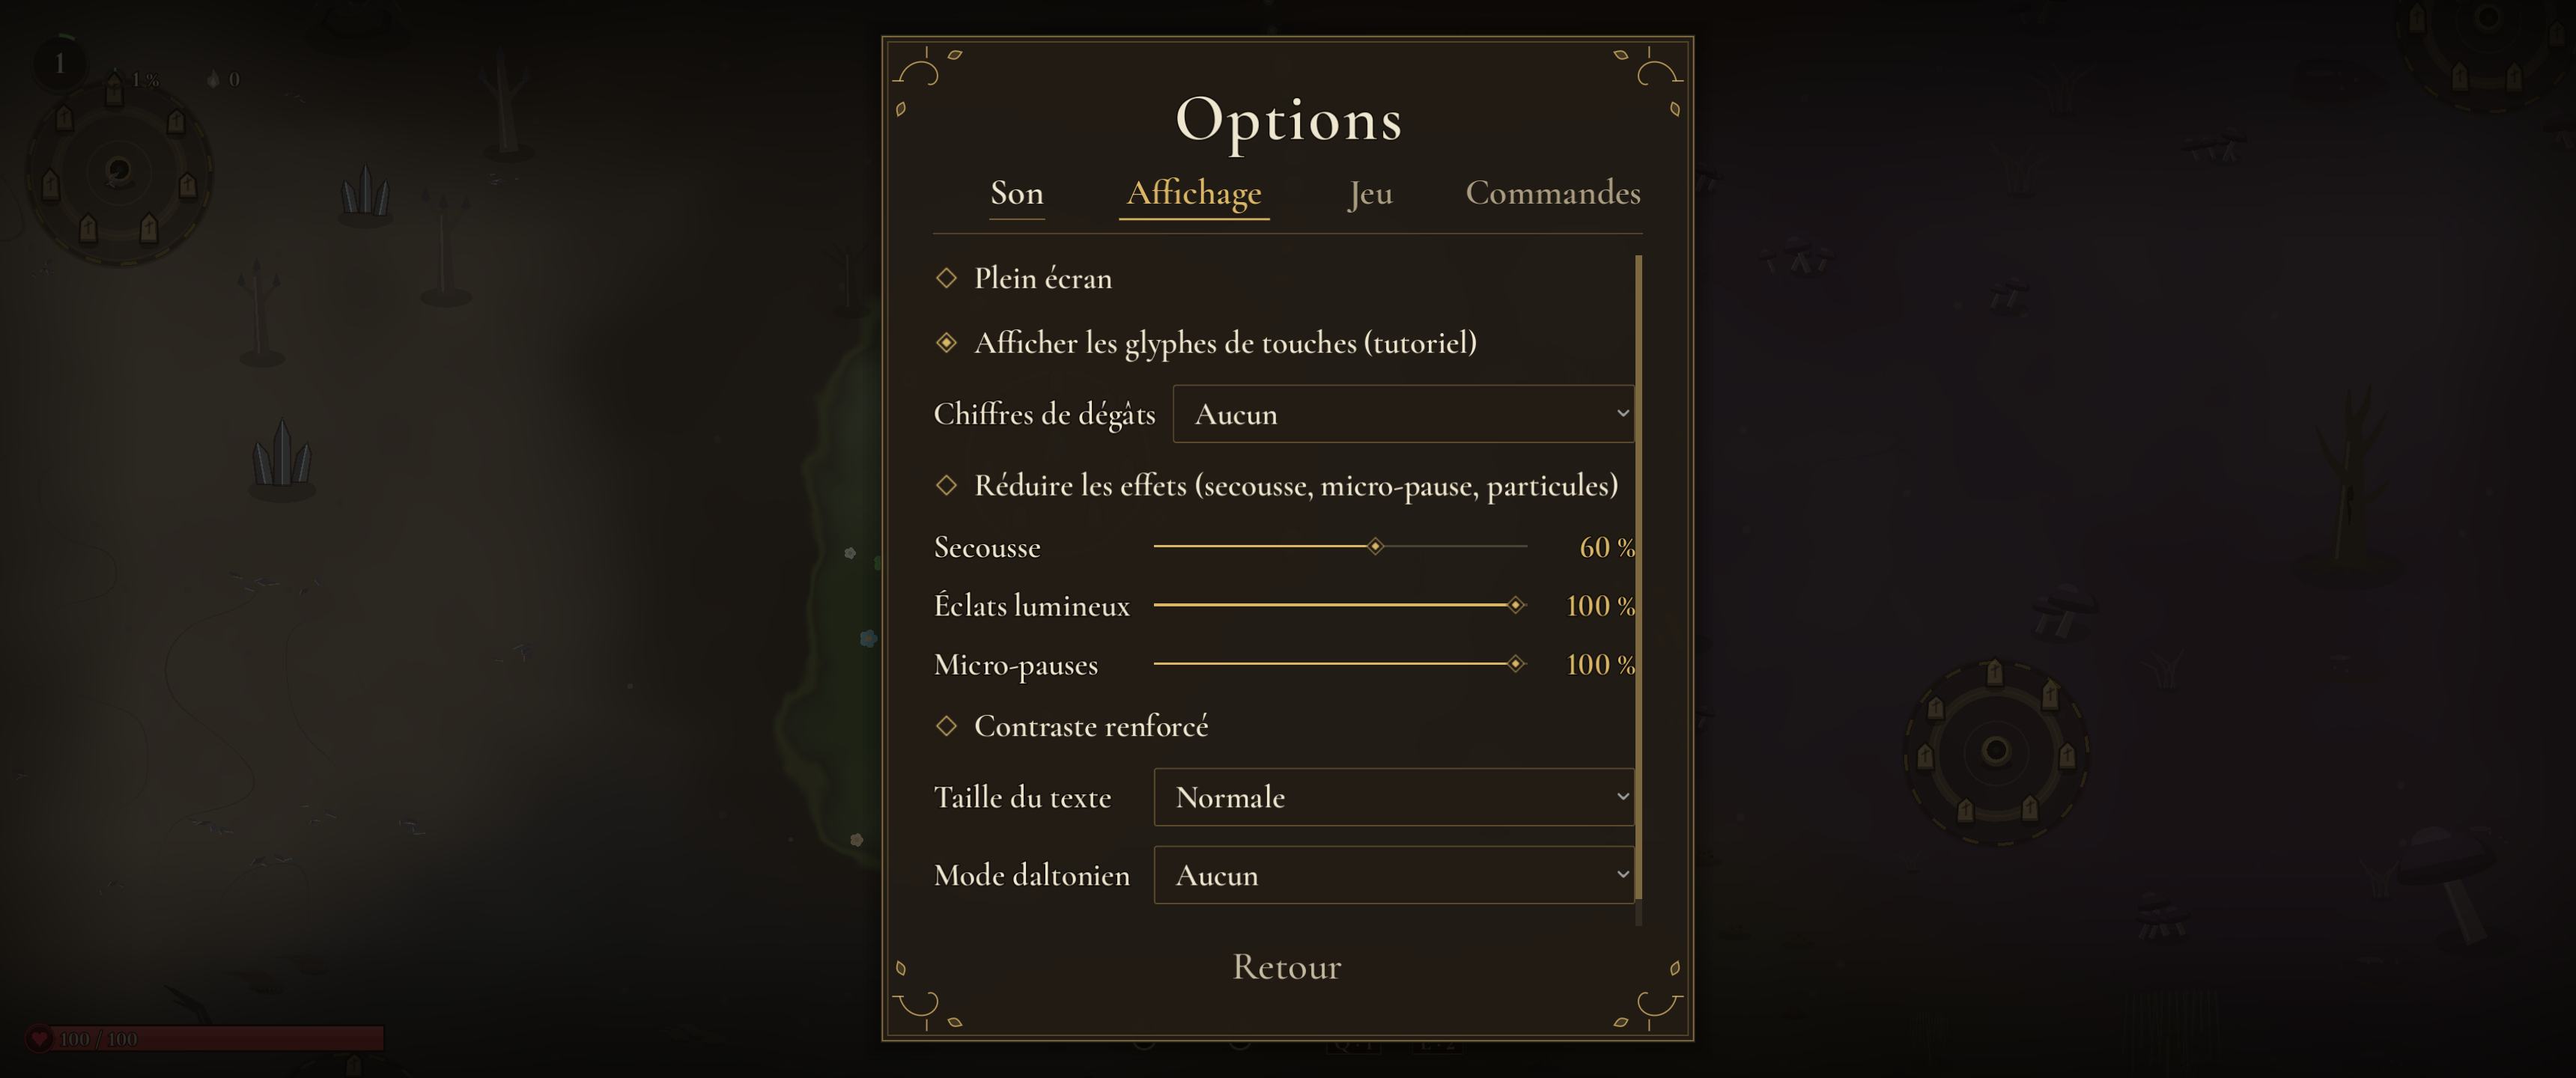 1
1 %
0
Options
Son
Affichage
Jeu
Commandes
Plein écran
Afficher les glyphes de touches (tutoriel)
Chiffres de dégâts
Aucun
Réduire les effets (secousse, micro-pause, particules)
Secousse
60 %
Éclats lumineux
100 %
Micro-pauses
100 %
Contraste renforcé
Taille du texte
Normale
Mode daltonien
Aucun
Retour
100 / 100